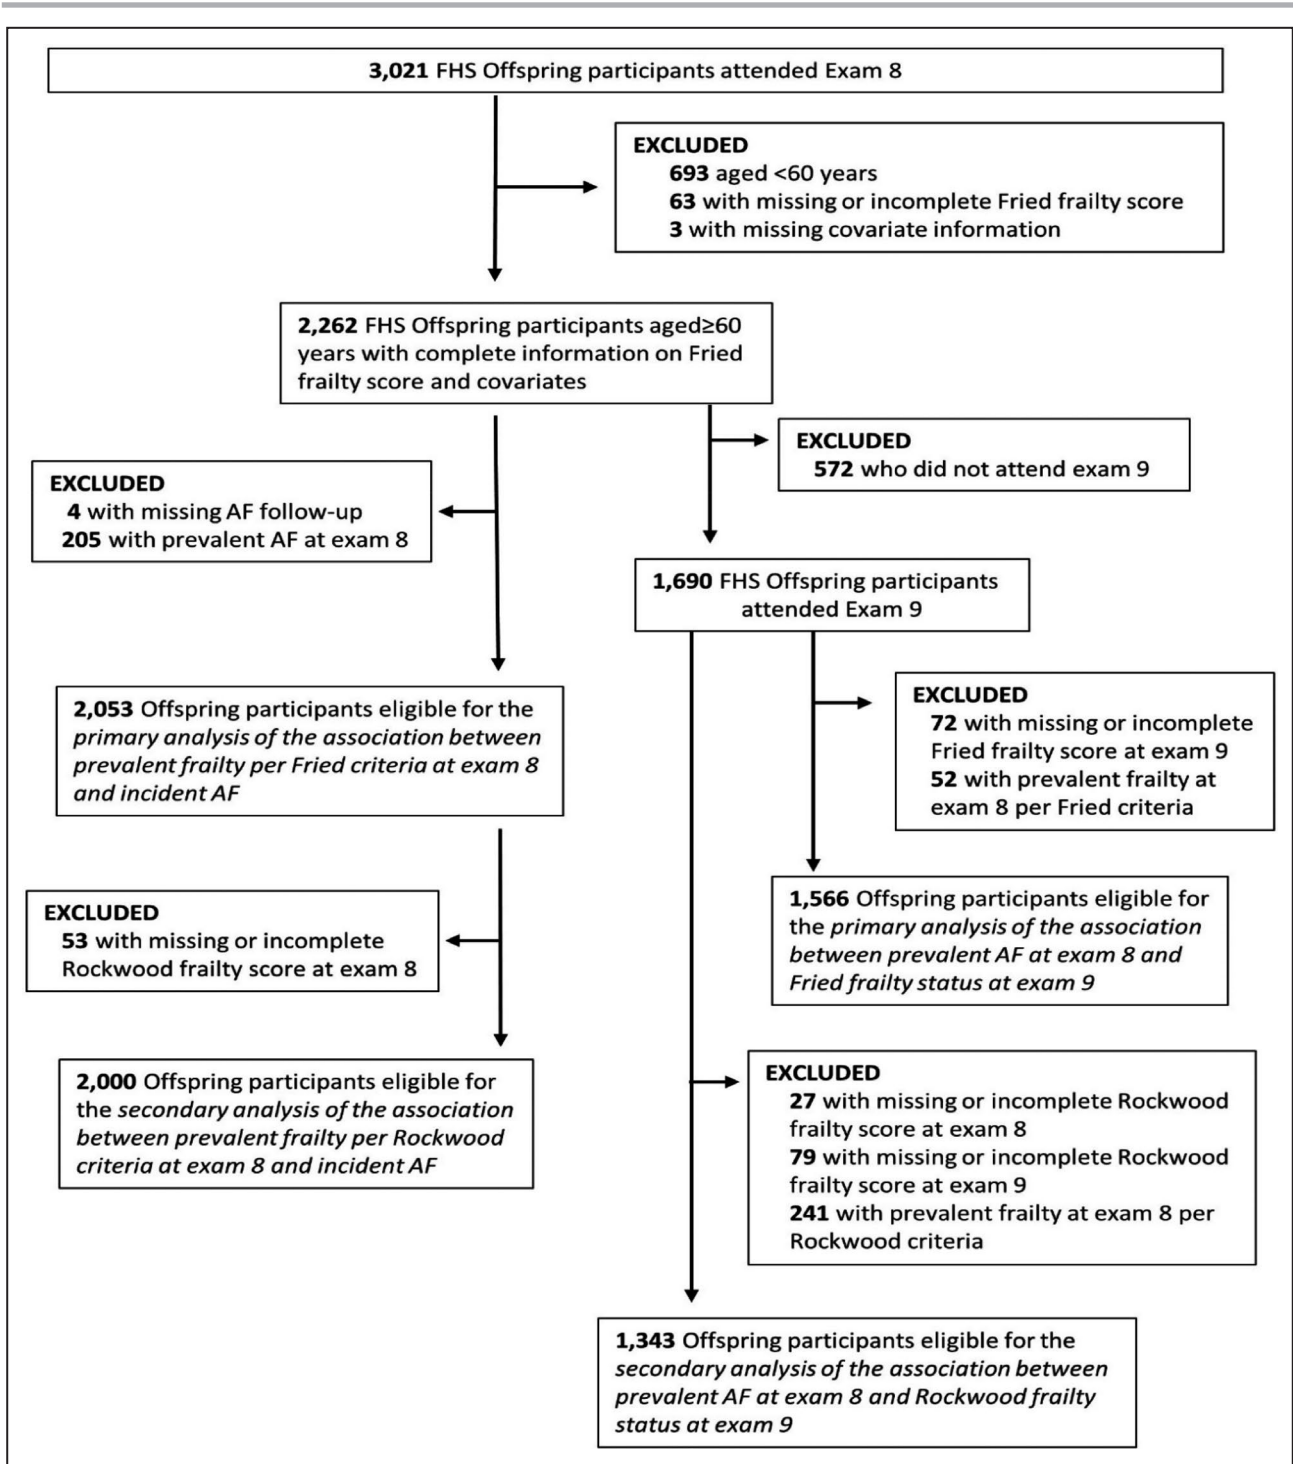 3,021 FHS Offspring participants attended Exam 8
EXCLUDED
693 aged <60 years
63 with missing or incomplete Fried frailty score
3 with missing covariate information
2,262 FHS Offspring participants aged≥60
years with complete information on Fried
frailty score and covariates
EXCLUDED
572 who did not attend exam 9
EXCLUDED
4 with missing AF follow-up
205 with prevalent AF at exam 8
1,690 FHS Offspring participants
attended Exam 9
2,053 Offspring participants eligible for the
primary analysis of the association between
prevalent frailty per Fried criteria at exam 8
and incident AF
EXCLUDED
72 with missing or incomplete
Fried frailty score at exam 9
52 with prevalent frailty at
exam 8 per Fried criteria
EXCLUDED
53 with missing or incomplete
Rockwood frailty score at exam 8
1,566 Offspring participants eligible for
the primary analysis of the association
between prevalent AF at exam 8 and
Fried frailty status at exam 9
2,000 Offspring participants eligible for
the secondary analysis of the association
between prevalent frailty per Rockwood
criteria at exam 8 and incident AF
EXCLUDED
27 with missing or incomplete Rockwood
frailty score at exam 8
79 with missing or incomplete Rockwood
frailty score at exam 9
241 with prevalent frailty at exam 8 per
Rockwood criteria
1,343 Offspring participants eligible for the
secondary analysis of the association between
prevalent AF at exam 8 and Rockwood frailty
status at exam 9